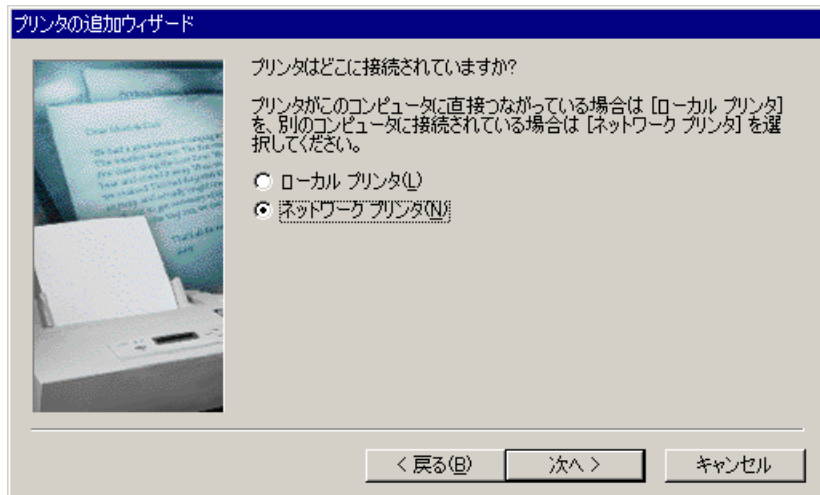 プリンタの追加ウィザード
プリンタはどこに接続されていますか?
プリンタがこのコンピュータに直接つながっている場合は [ローカル プリンタ]
を、別のコンピュータに接続されている場合は [ネットワーク プリンタ] を選
択してください。
ローカル プリンタ(L)
ネットワーク プリンタ(N)
< 戻る(B)
次へ >
キャンセル